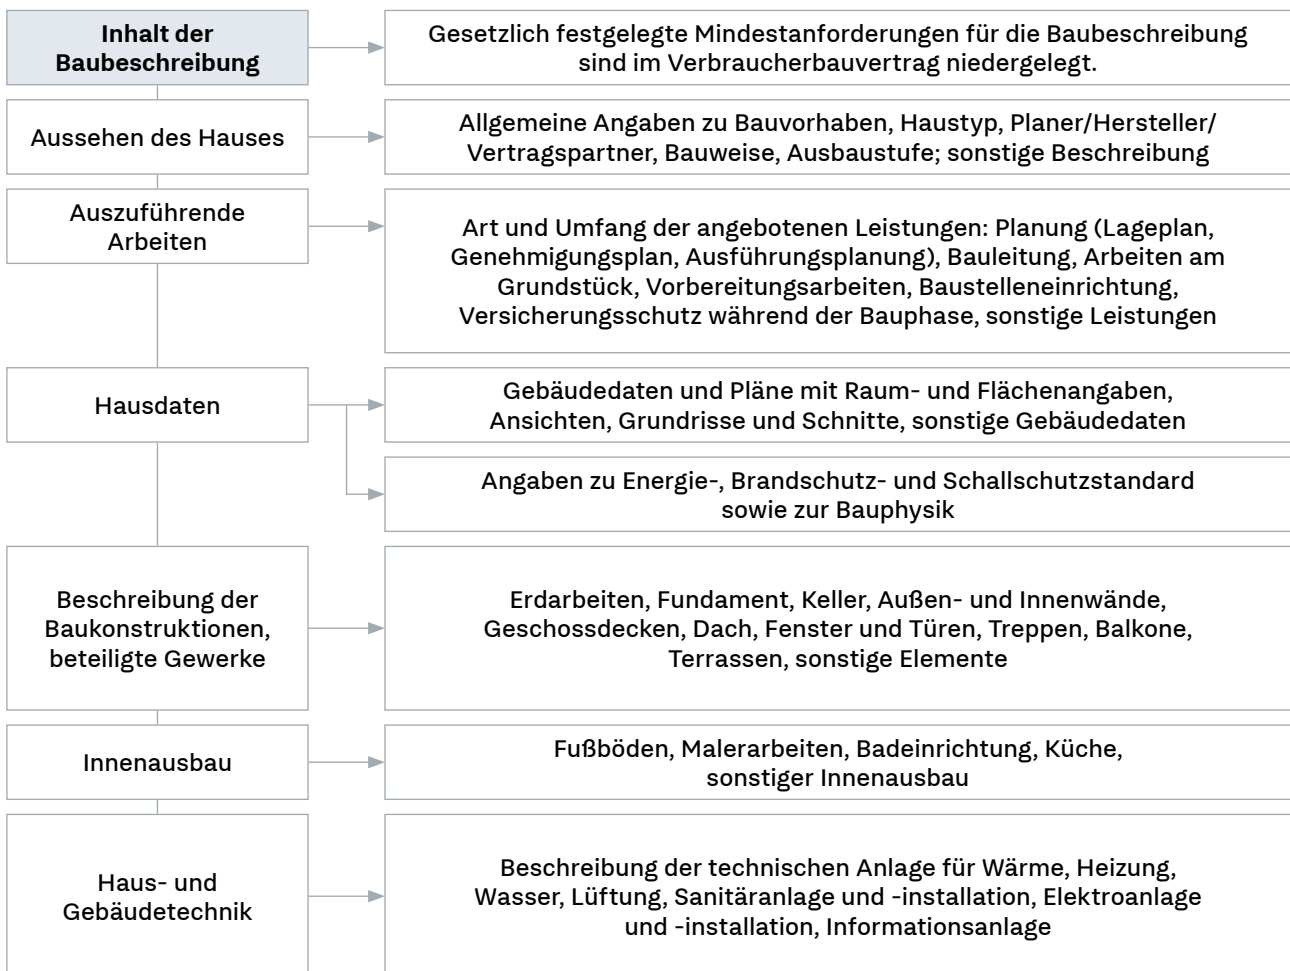 Inhalt der
Baubeschreibung
Gesetzlich festgelegte Mindestanforderungen für die Baubeschreibung
sind im Verbraucherbauvertrag niedergelegt.
Aussehen des Hauses
Allgemeine Angaben zu Bauvorhaben, Haustyp, Planer/Hersteller/
Vertragspartner, Bauweise, Ausbaustufe; sonstige Beschreibung
Auszuführende
Arbeiten
Art und Umfang der angebotenen Leistungen: Planung (Lageplan,
Genehmigungsplan, Ausführungsplanung), Bauleitung, Arbeiten am
Grundstück, Vorbereitungsarbeiten, Baustelleneinrichtung,
Versicherungsschutz während der Bauphase, sonstige Leistungen
Hausdaten
Gebäudedaten und Pläne mit Raum- und Flächenangaben,
Ansichten, Grundrisse und Schnitte, sonstige Gebäudedaten
Angaben zu Energie-, Brandschutz- und Schallschutzstandard
sowie zur Bauphysik
Beschreibung der
Baukonstruktionen,
beteiligte Gewerke
Erdarbeiten, Fundament, Keller, Außen- und Innenwände,
Geschossdecken, Dach, Fenster und Türen, Treppen, Balkone,
Terrassen, sonstige Elemente
Innenausbau
Fußböden, Malerarbeiten, Badeinrichtung, Küche,
sonstiger Innenausbau
Haus- und
Gebäudetechnik
Beschreibung der technischen Anlage für Wärme, Heizung,
Wasser, Lüftung, Sanitäranlage und -installation, Elektroanlage
und -installation, Informationsanlage